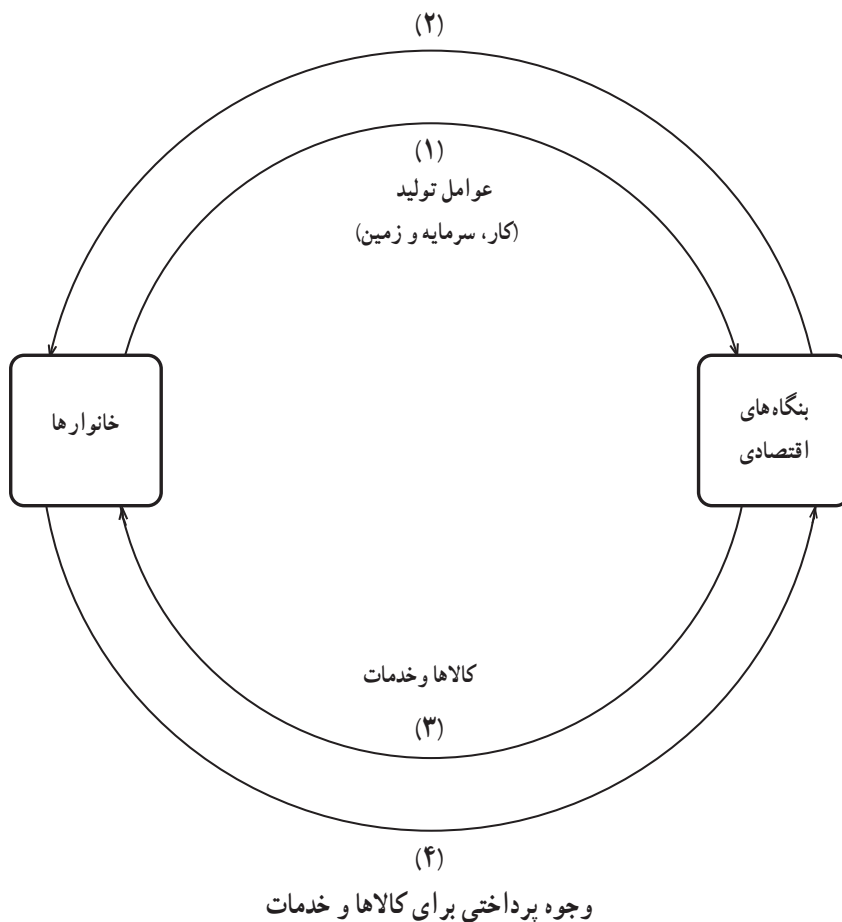 (۲)
(۱)
عوامل تولید
(کار، سرمایه و زمین)
خانوارها
بنگاه‌های
اقتصادی
کالاها و خدمات
(۳)
(۴)
وجوه پرداختی برای کالاها و خدمات